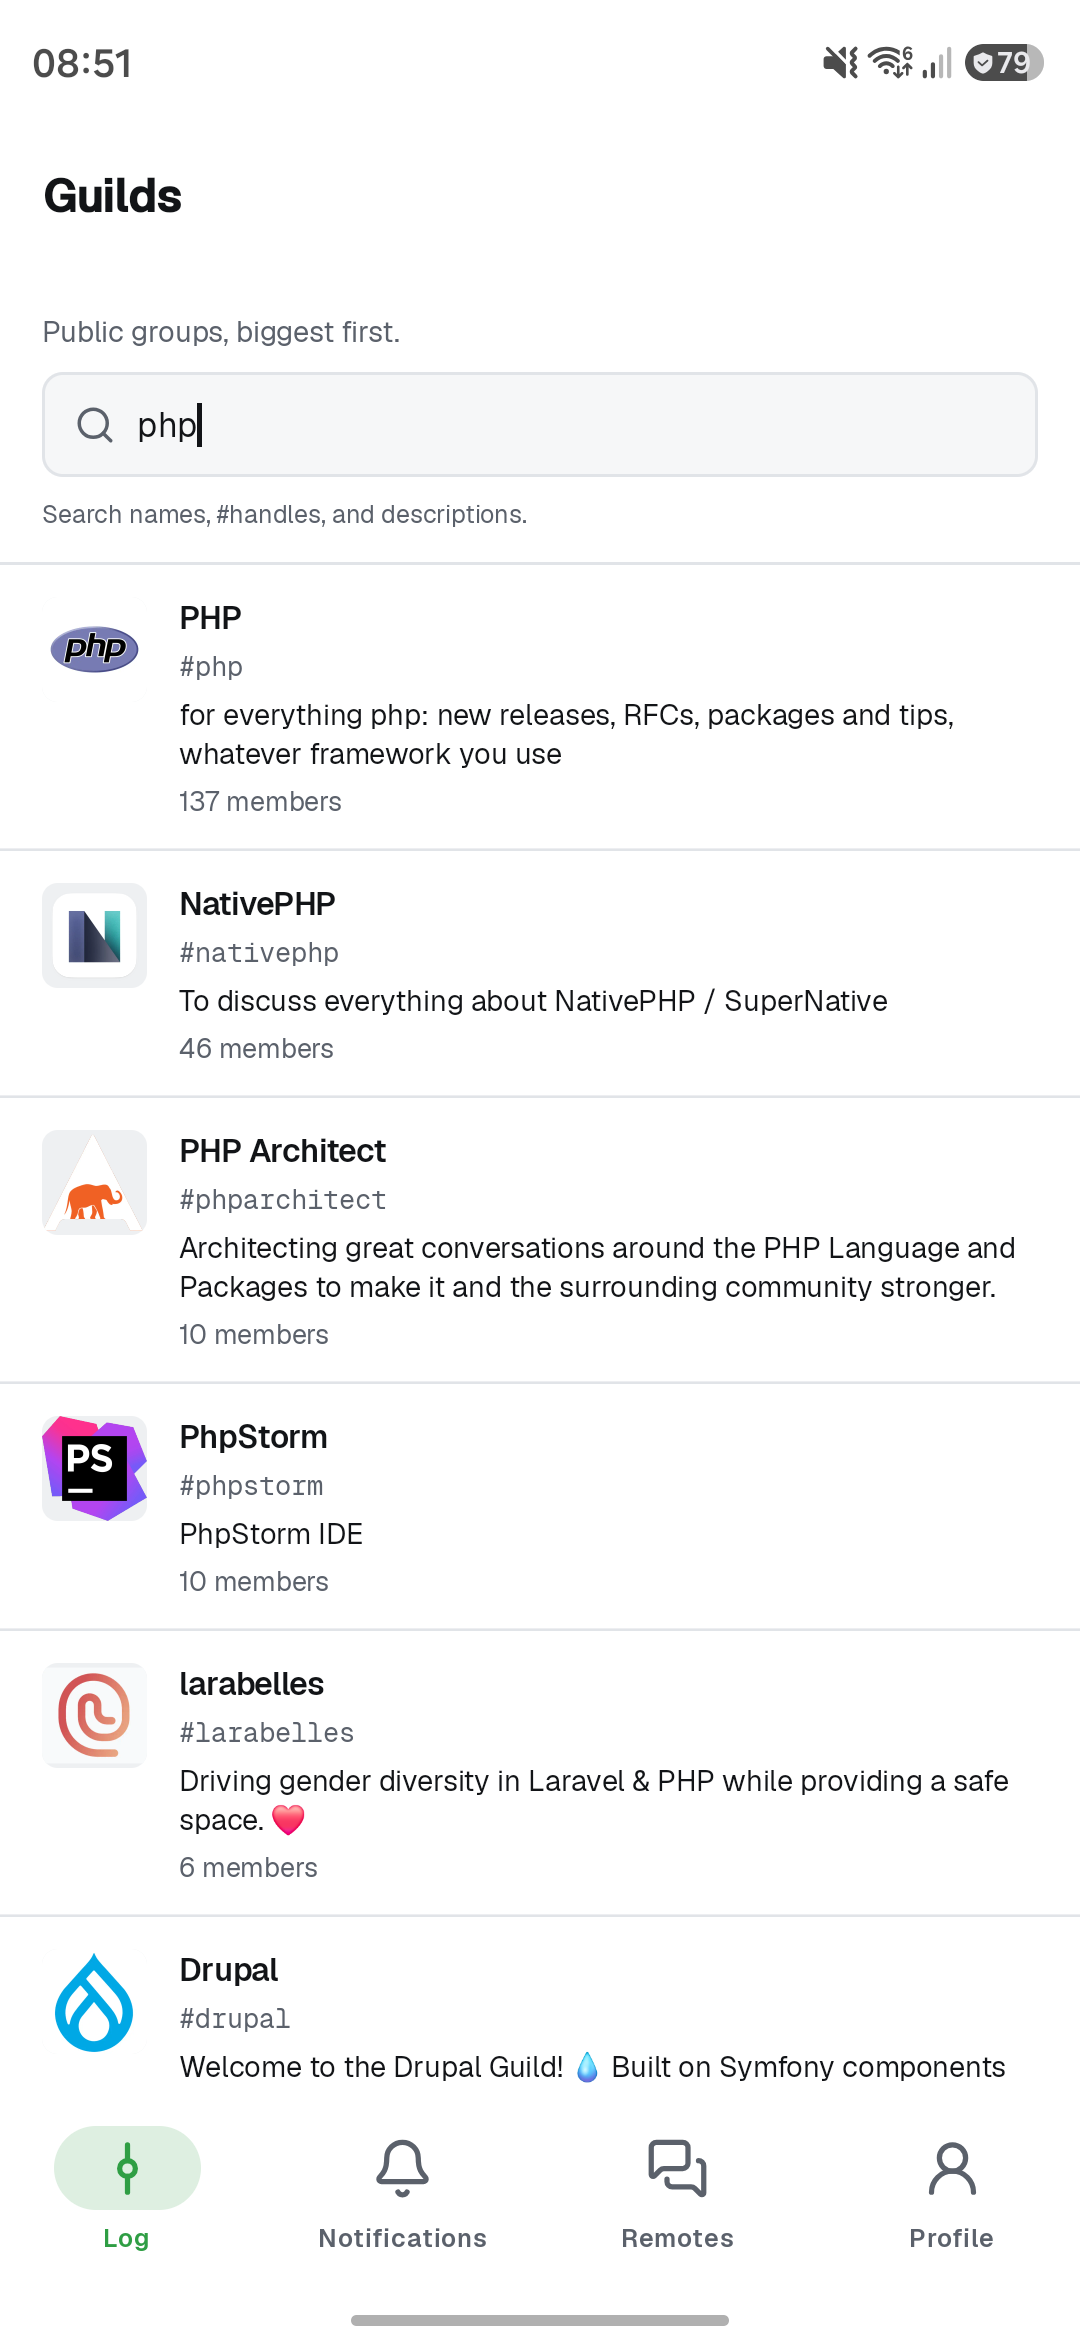 08:51
6
79
Guilds
Public groups, biggest first.
php
Search names, #handles, and descriptions.
php
PHP
#php
for everything php: new releases, RFCs, packages and tips,
whatever framework you use
137 members
N
NativePHP
#nativephp
To discuss everything about NativePHP / SuperNative
46 members
PHP Architect
#phparchitect
Architecting great conversations around the PHP Language and
Packages to make it and the surrounding community stronger.
10 members
PS
PhpStorm
#phpstorm
PhpStorm IDE
10 members
larabelles
#larabelles
Driving gender diversity in Laravel & PHP while providing a safe
space. ❤️
6 members
Drupal
#drupal
Welcome to the Drupal Guild! 💧 Built on Symfony components
Log
Notifications
Remotes
Profile